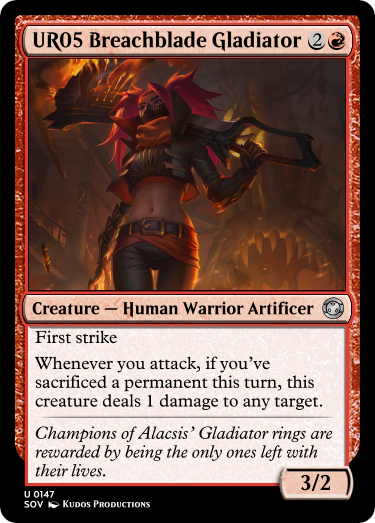 UR05 Breachblade Gladiator 2
Creature — Human Warrior Artificer
First strike
Whenever you attack, if you've
sacrificed a permanent this turn, this
creature deals 1 damage to any target.
Champions of Alacsis' Gladiator rings are
rewarded by being the only ones left with
their lives.
3/2
U 0147
SOV Kudos Productions